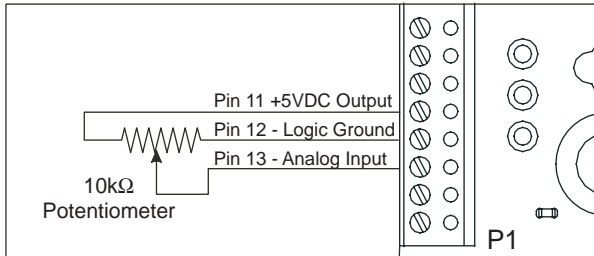 Pin 11 +5VDC Output
Pin 12 - Logic Ground
Pin 13 - Analog Input
10kΩ
Potentiometer
P1